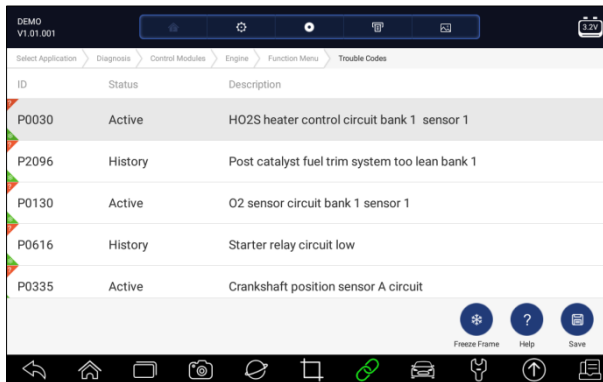 DEMO
V1.01.001
3.2V
Select Application Diagnosis Control Modules Engine Function Menu Trouble Codes
ID Status Description
P0030 Active HO2S heater control circuit bank 1 sensor 1
P2096 History Post catalyst fuel trim system too lean bank 1
P0130 Active O2 sensor circuit bank 1 sensor 1
P0616 History Starter relay circuit low
P0335 Active Crankshaft position sensor A circuit
?
Freeze Frame Help Save